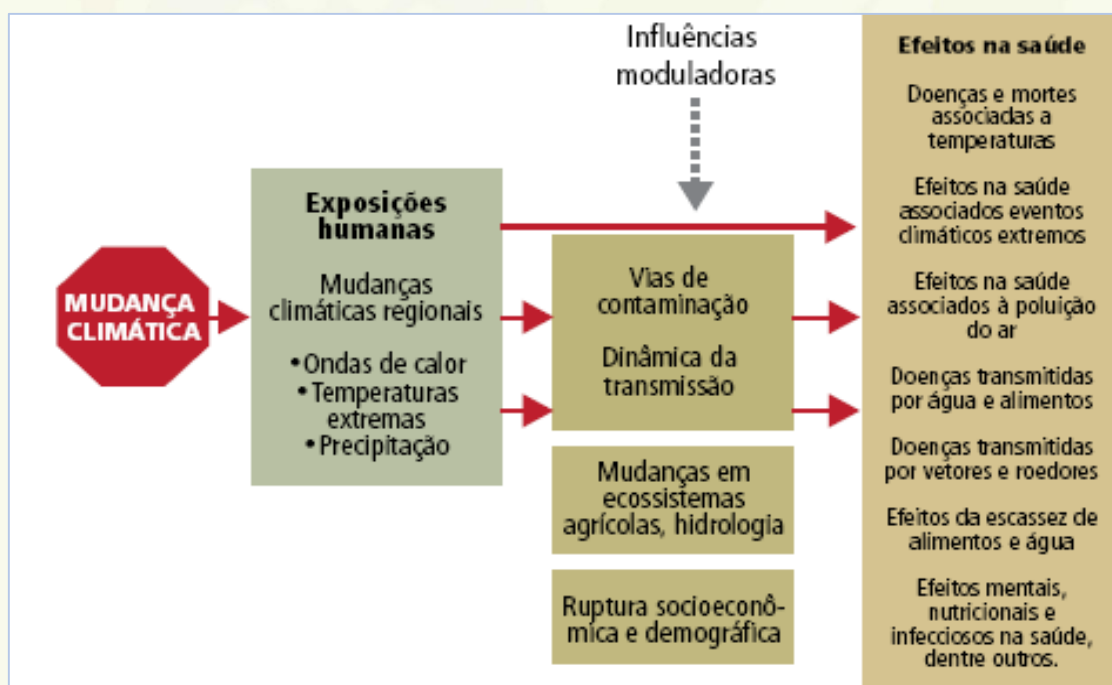 MUDANÇA
CLIMÁTICA
Exposições
humanas
Mudanças
climáticas regionais
•Ondas de calor
•Temperaturas
extremas
•Precipitação
Influências
moduladoras
Vias de
contaminação
Dinâmica da
transmissão
Mudanças em
ecossistemas
agrícolas, hidrologia
Ruptura socioeconô-
mica e demográfica
Efeitos na saúde
Doenças e mortes
associadas a
temperaturas
Efeitos na saúde
associados eventos
climáticos extremos
Efeitos na saúde
associados à poluição
do ar
Doenças transmitidas
por água e alimentos
Doenças transmitidas
por vetores e roedores
Efeitos da escassez de
alimentos e água
Efeitos mentais,
nutricionais e
infecciosos na saúde,
dentre outros.